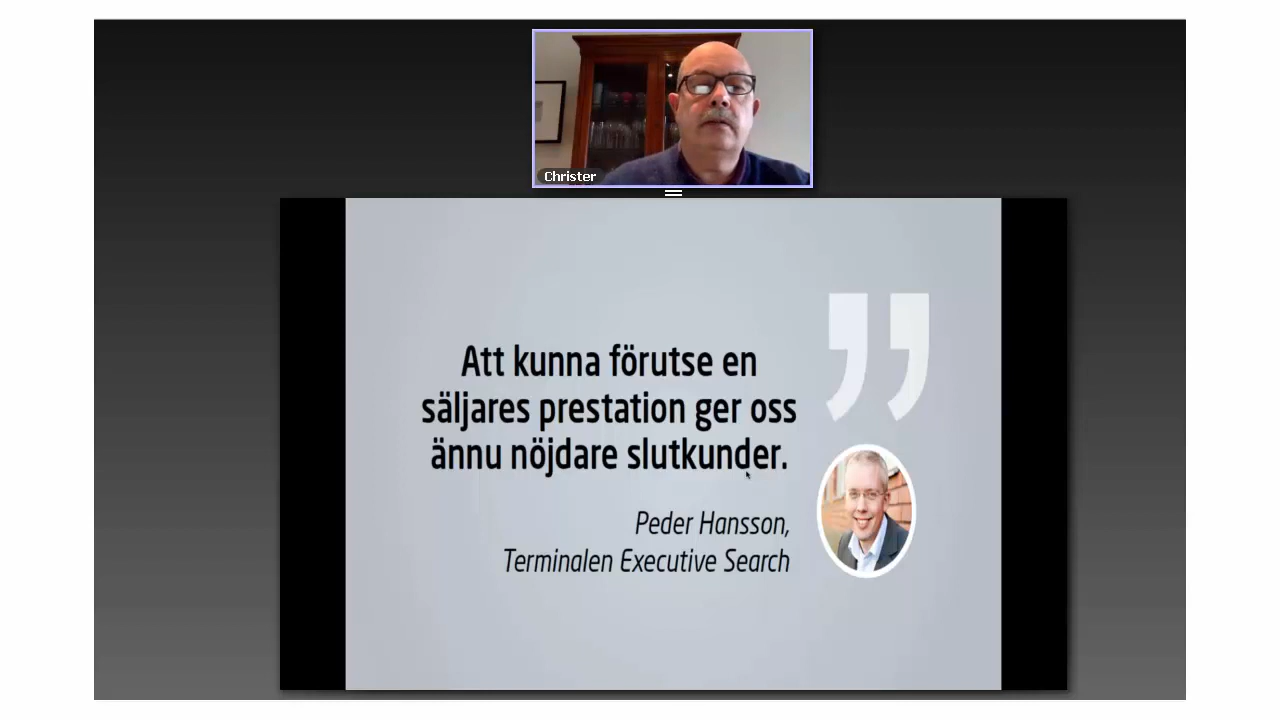 Christer
Att kunna förutse en
säljares prestation ger oss
ännu nöjdare slutkunder.
Peder Hansson,
Terminalen Executive Search